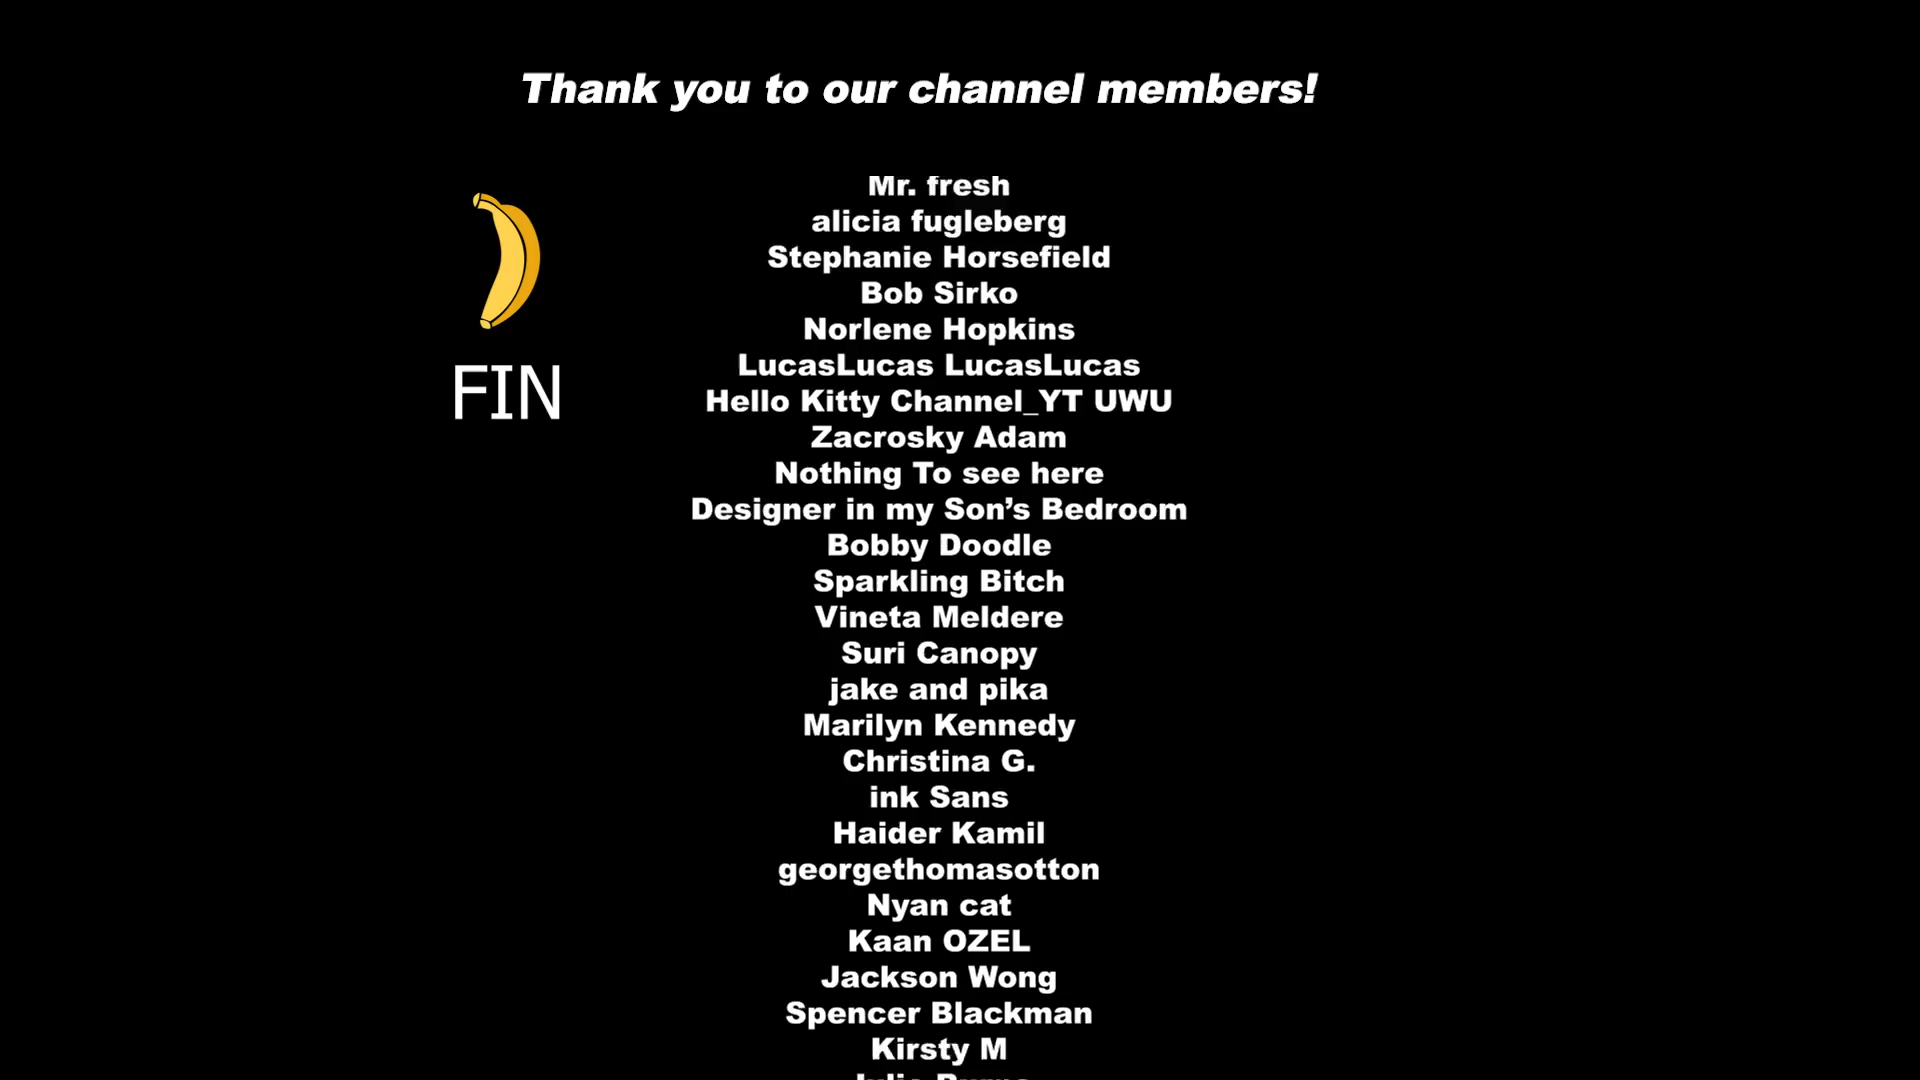 Thank you to our channel members!
Mr. fresh
alicia fugleberg
Stephanie Horsefield
Bob Sirko
Norlene Hopkins
LucasLucas LucasLucas
FIN
Hello Kitty Channel_YT UWU
Zacrosky Adam
Nothing To see here
Designer in my Son’s Bedroom
Bobby Doodle
Sparkling Bitch
Vineta Meldere
Suri Canopy
jake and pika
Marilyn Kennedy
Christina G.
ink Sans
Haider Kamil
georgethomasotton
Nyan cat
Kaan OZEL
Jackson Wong
Spencer Blackman
Kirsty M